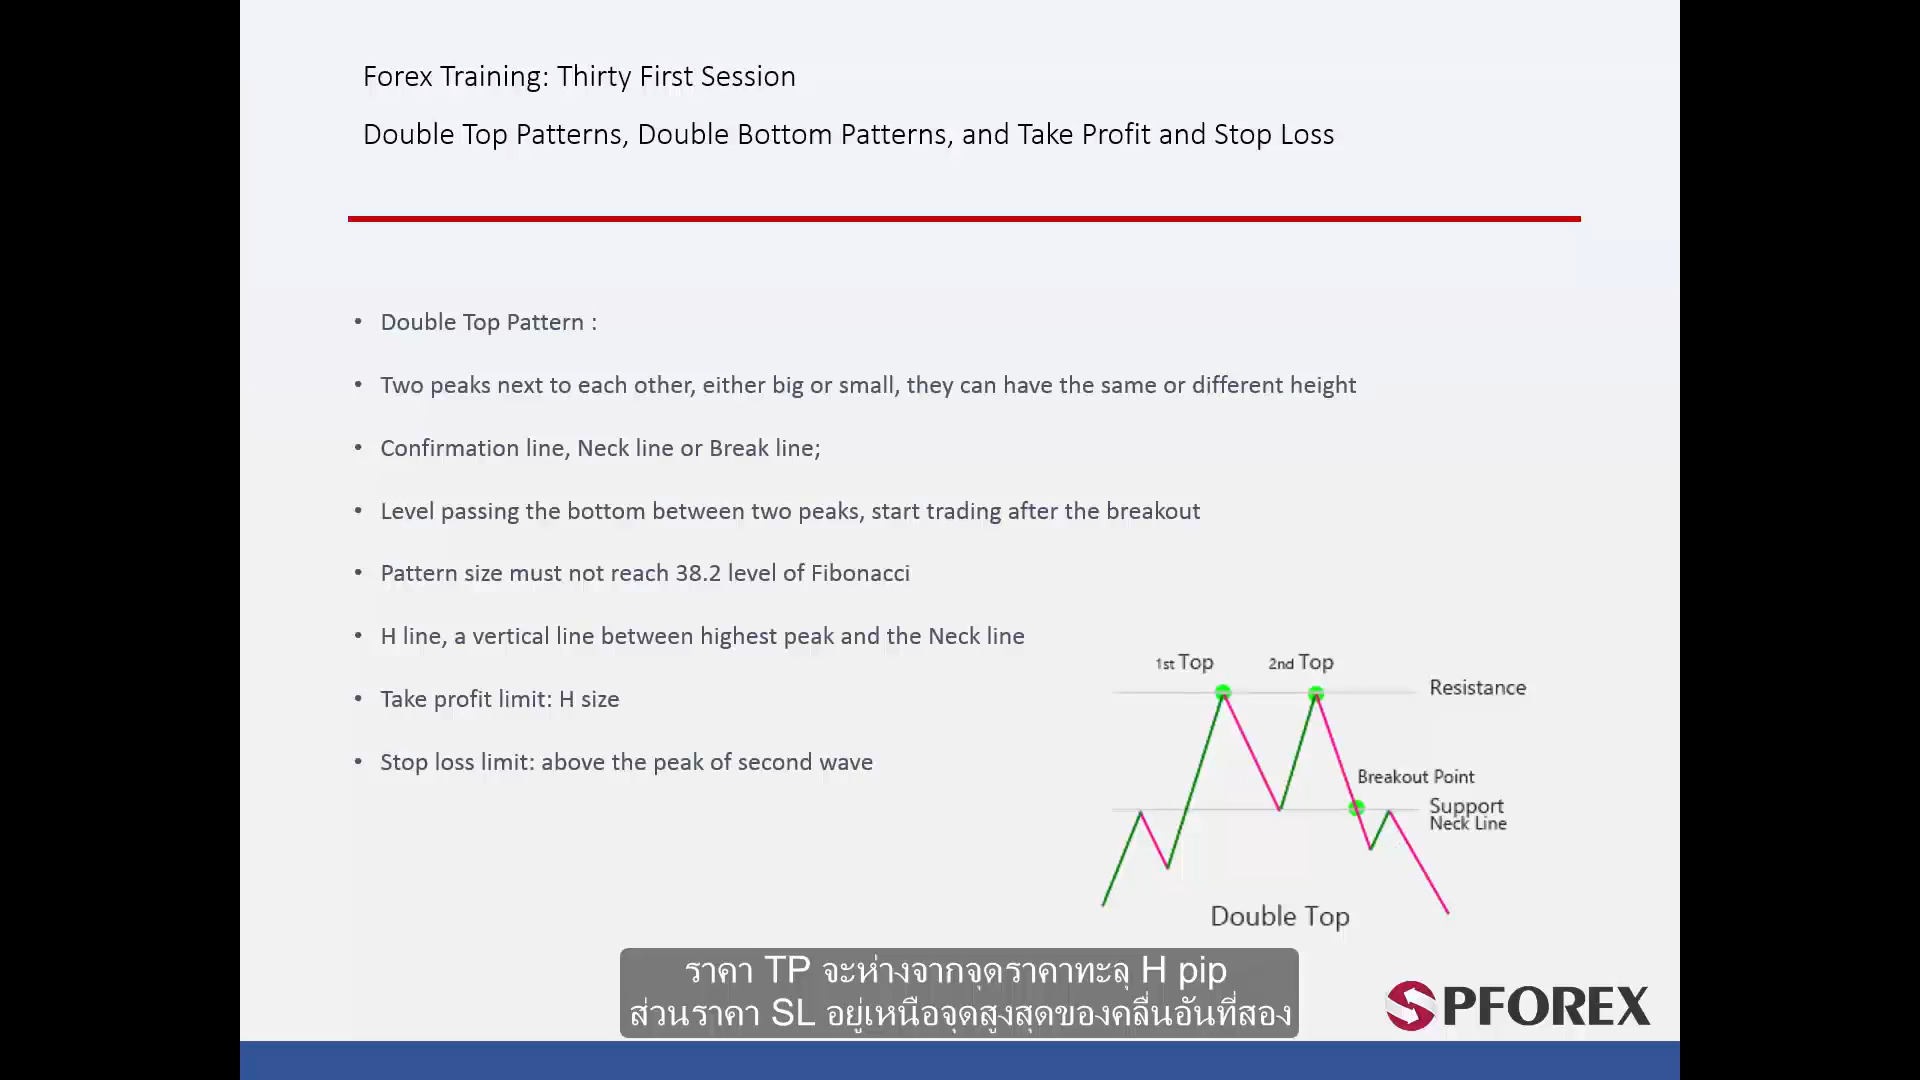 Forex Training: Thirty First Session
Double Top Patterns, Double Bottom Patterns, and Take Profit and Stop Loss
• Double Top Pattern :
• Two peaks next to each other, either big or small, they can have the same or different height
• Confirmation line, Neck line or Break line;
• Level passing the bottom between two peaks, start trading after the breakout
• Pattern size must not reach 38.2 level of Fibonacci
• H line, a vertical line between highest peak and the Neck line
• Take profit limit: H size
• Stop loss limit: above the peak of second wave
1st Top
2nd Top
Resistance
Breakout Point
Support
Neck Line
Double Top
ราคา TP จะห่างจากจุดราคาทะลุ H pip
ส่วนราคา SL อยู่เหนือจุดสูงสุดของคลื่นอันที่สอง
PFOREX